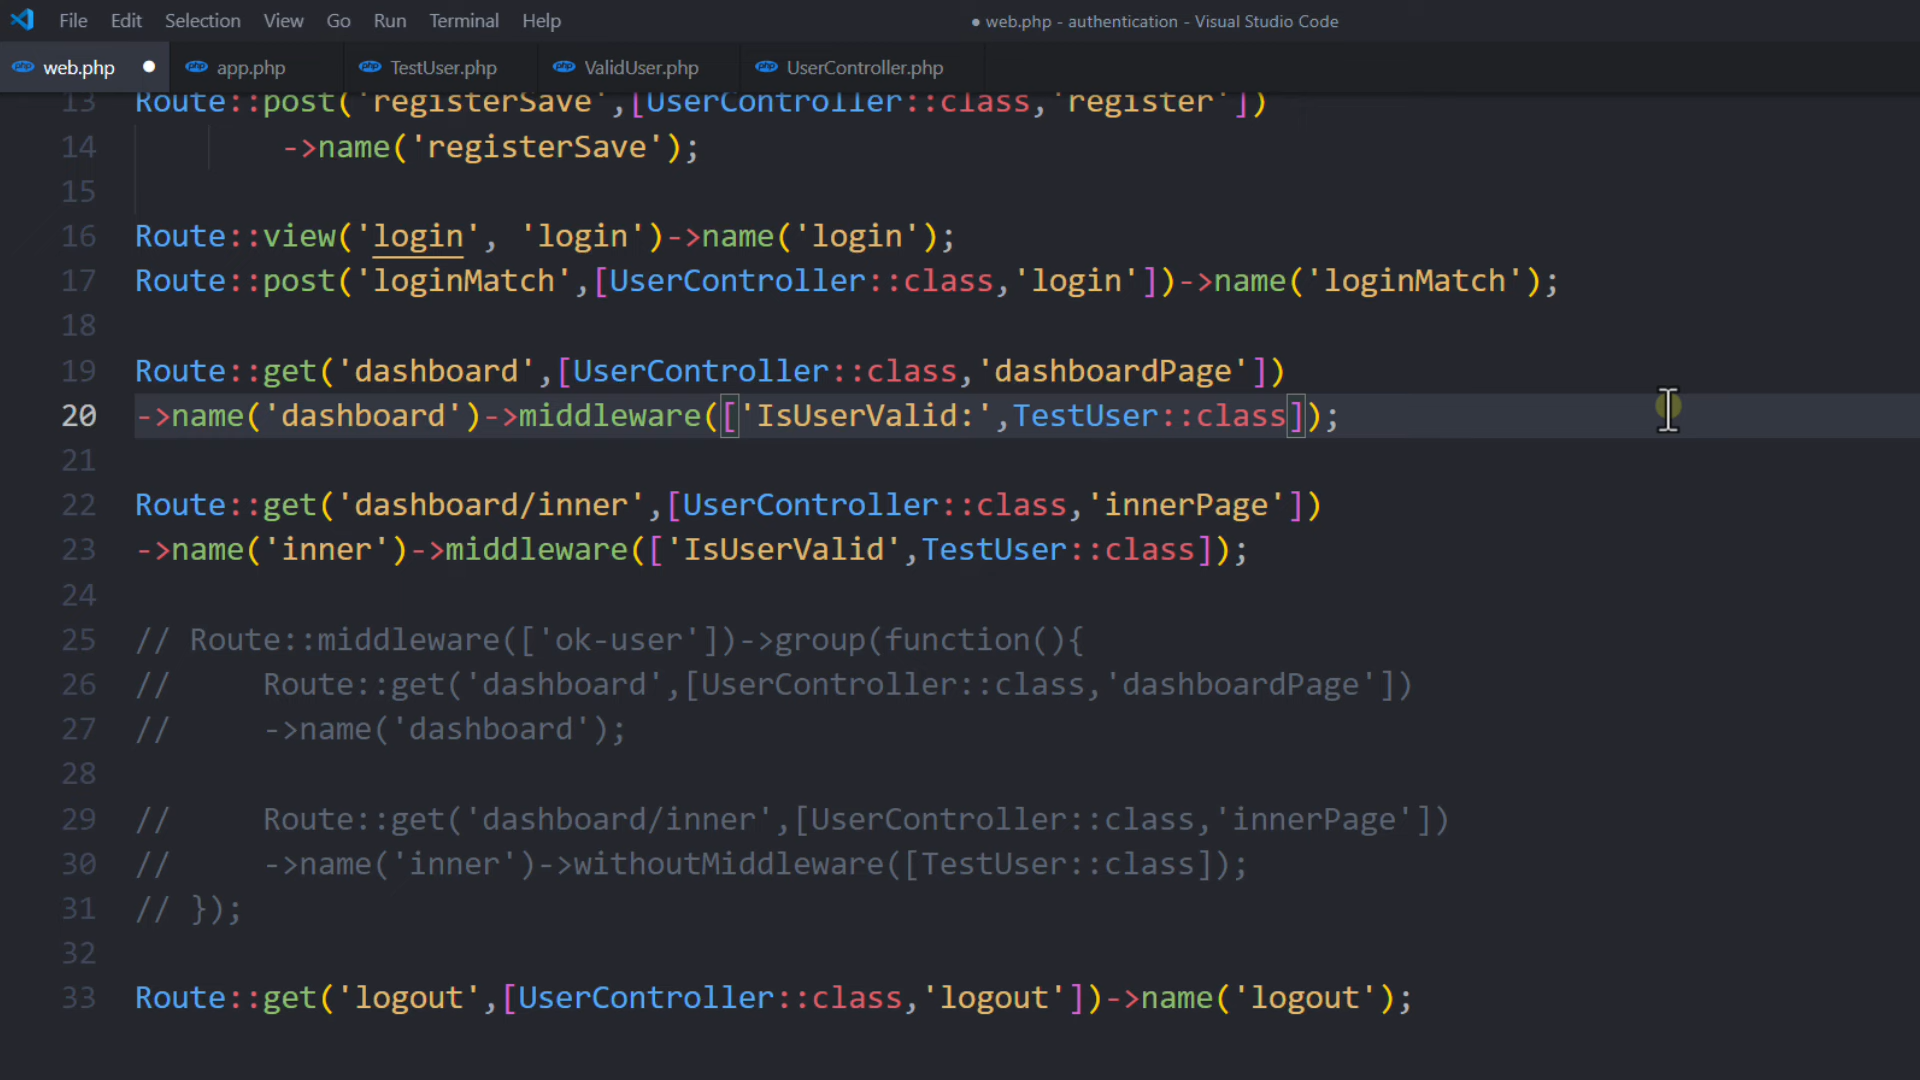 File Edit Selection View Go Run Terminal Help ● web.php - authentication - Visual Studio Code
php web.php php app.php php TestUser.php php ValidUser.php php UserController.php
13 Route::post('registerSave',[UserController::class,'register'])
14 ->name('registerSave');
15
16 Route::view('login', 'login')->name('login');
17 Route::post('loginMatch',[UserController::class,'login'])->name('loginMatch');
18
19 Route::get('dashboard',[UserController::class,'dashboardPage'])
20 ->name('dashboard')->middleware(['IsUserValid:',TestUser::class]);
21
22 Route::get('dashboard/inner',[UserController::class,'innerPage'])
23 ->name('inner')->middleware(['IsUserValid',TestUser::class]);
24
25 // Route::middleware(['ok-user'])->group(function(){
26 //     Route::get('dashboard',[UserController::class,'dashboardPage'])
27 //     ->name('dashboard');
28
29 //     Route::get('dashboard/inner',[UserController::class,'innerPage'])
30 //     ->name('inner')->withoutMiddleware([TestUser::class]);
31 // });
32
33 Route::get('logout',[UserController::class,'logout'])->name('logout');